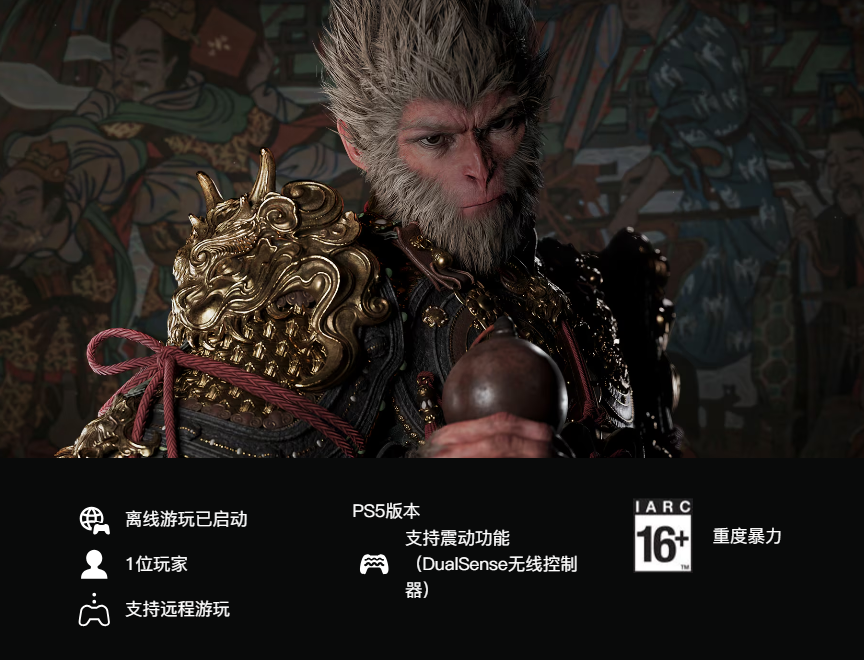 离线游玩已启动
1位玩家
支持远程游玩
PS5版本
支持震动功能
（DualSense无线控制
器）
IARC
16+
TM
重度暴力